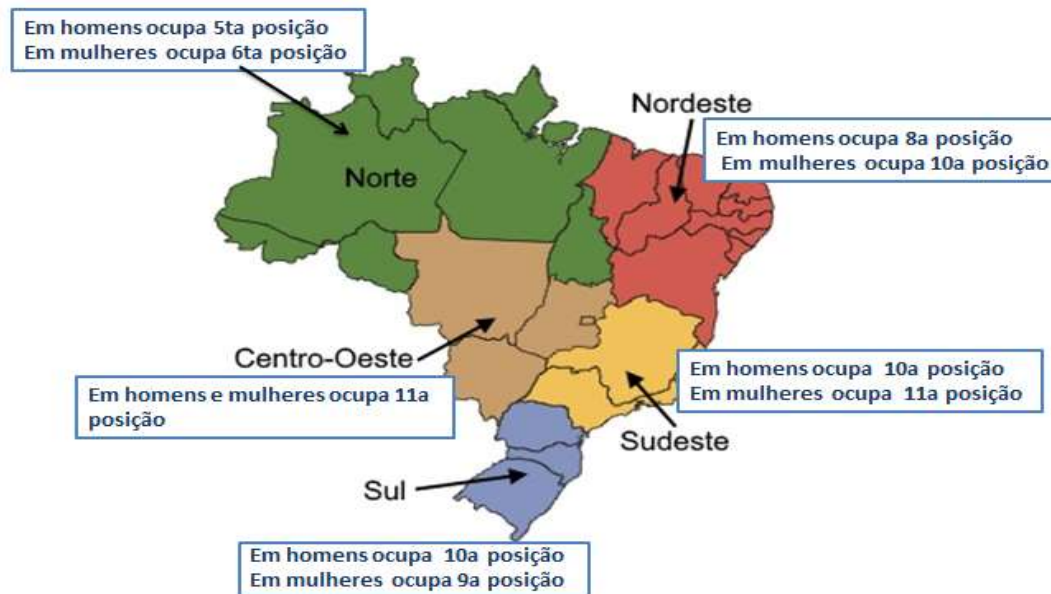 Em homens ocupa 5ta posição
Em mulheres ocupa 6ta posição
Nordeste
Em homens ocupa 8a posição
Em mulheres ocupa 10a posição
Norte
Centro-Oeste
Em homens e mulheres ocupa 11a
posição
Em homens ocupa 10a posição
Em mulheres ocupa 11a posição
Sudeste
Sul
Em homens ocupa 10a posição
Em mulheres ocupa 9a posição